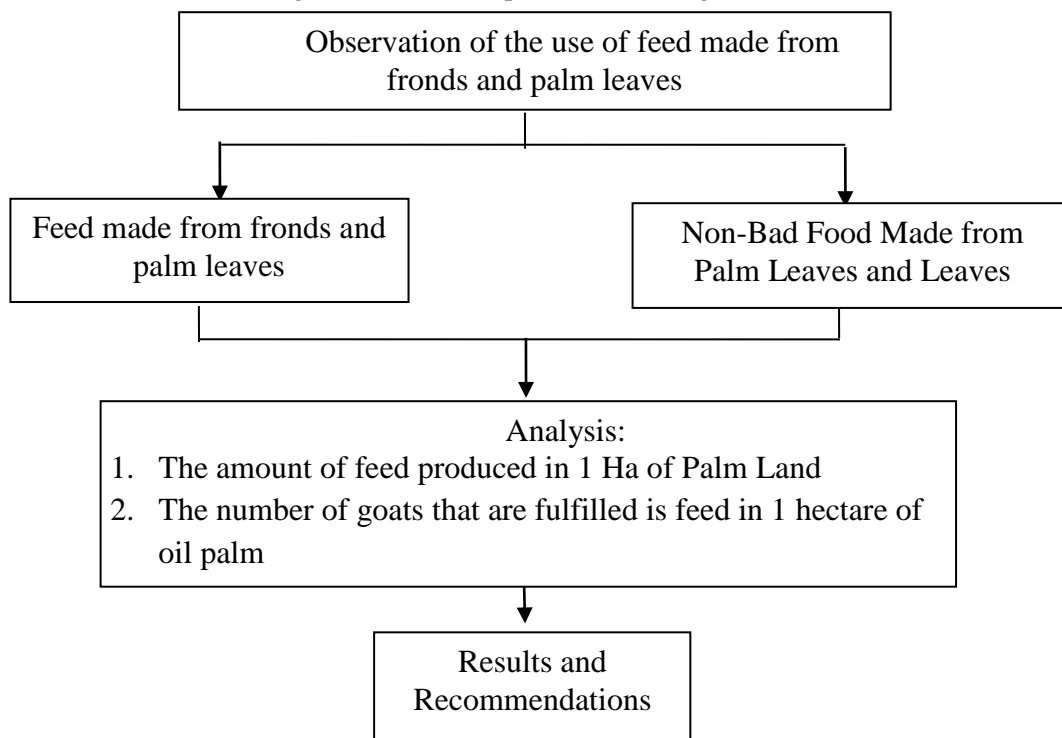 Observation of the use of feed made from
fronds and palm leaves
Feed made from fronds and
palm leaves
Non-Bad Food Made from
Palm Leaves and Leaves
Analysis:
1. The amount of feed produced in 1 Ha of Palm Land
2. The number of goats that are fulfilled is feed in 1 hectare of
oil palm
Results and
Recommendations